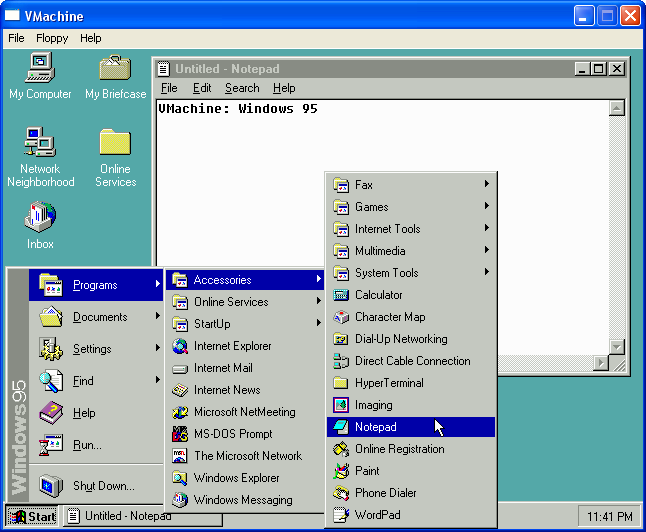 VMachine
File Floppy Help
My Computer
My Briefcase
Network
Neighborhood
Online
Services
Inbox
Untitled - Notepad
File Edit Search Help
VMachine: Windows 95
Windows95
Programs
Documents
Settings
Find
Help
Run...
Shut Down...
Accessories
Online Services
StartUp
Internet Explorer
Internet Mail
Internet News
Microsoft NetMeeting
MS-DOS Prompt
The Microsoft Network
Windows Explorer
Windows Messaging
Fax
Games
Internet Tools
Multimedia
System Tools
Calculator
Character Map
Dial-Up Networking
Direct Cable Connection
HyperTerminal
Imaging
Notepad
Online Registration
Paint
Phone Dialer
WordPad
Start
Untitled - Notepad
11:41 PM